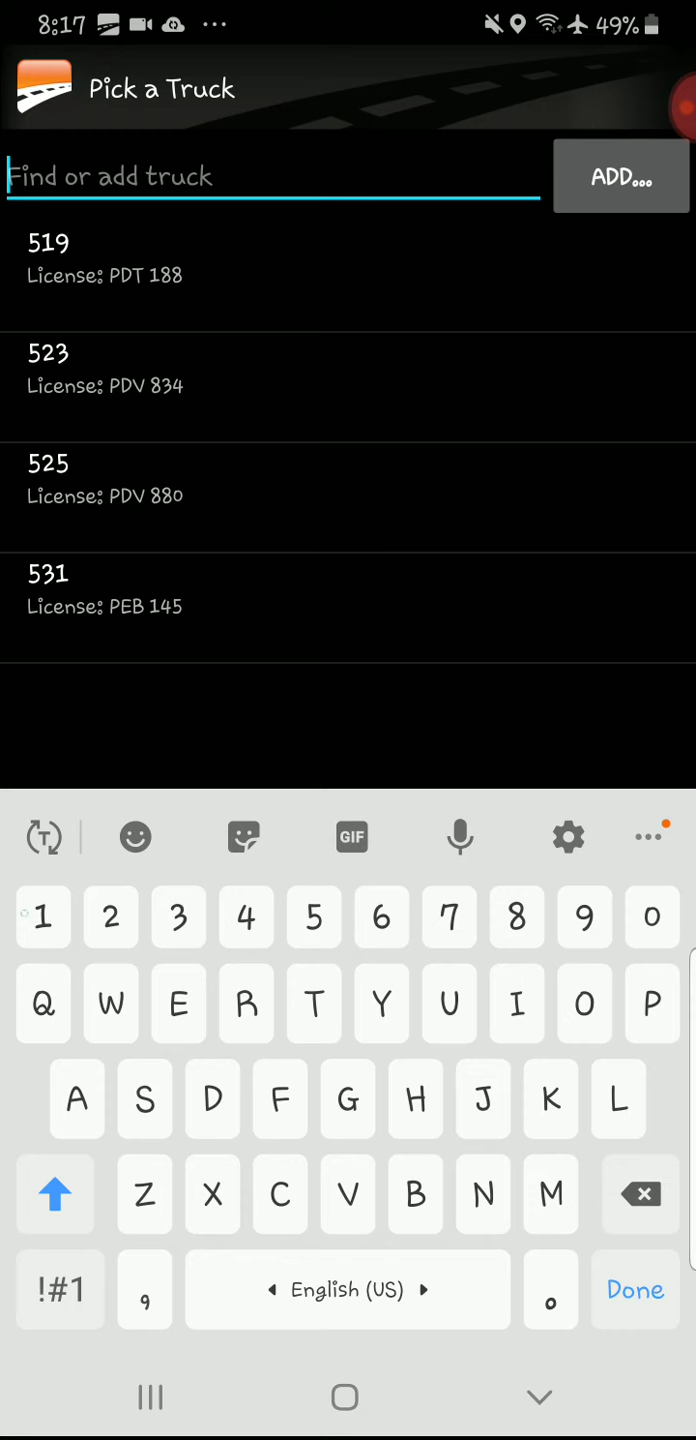 8:17 ... 49%
Pick a Truck
Find or add truck
ADD...
519
License: PDT 188
523
License: PDV 834
525
License: PDV 880
531
License: PEB 145
T GIF ...
1 2 3 4 5 6 7 8 9 0
Q W E R T Y U I O P
A S D F G H J K L
Z X C V B N M
!#1 , English (US) . Done